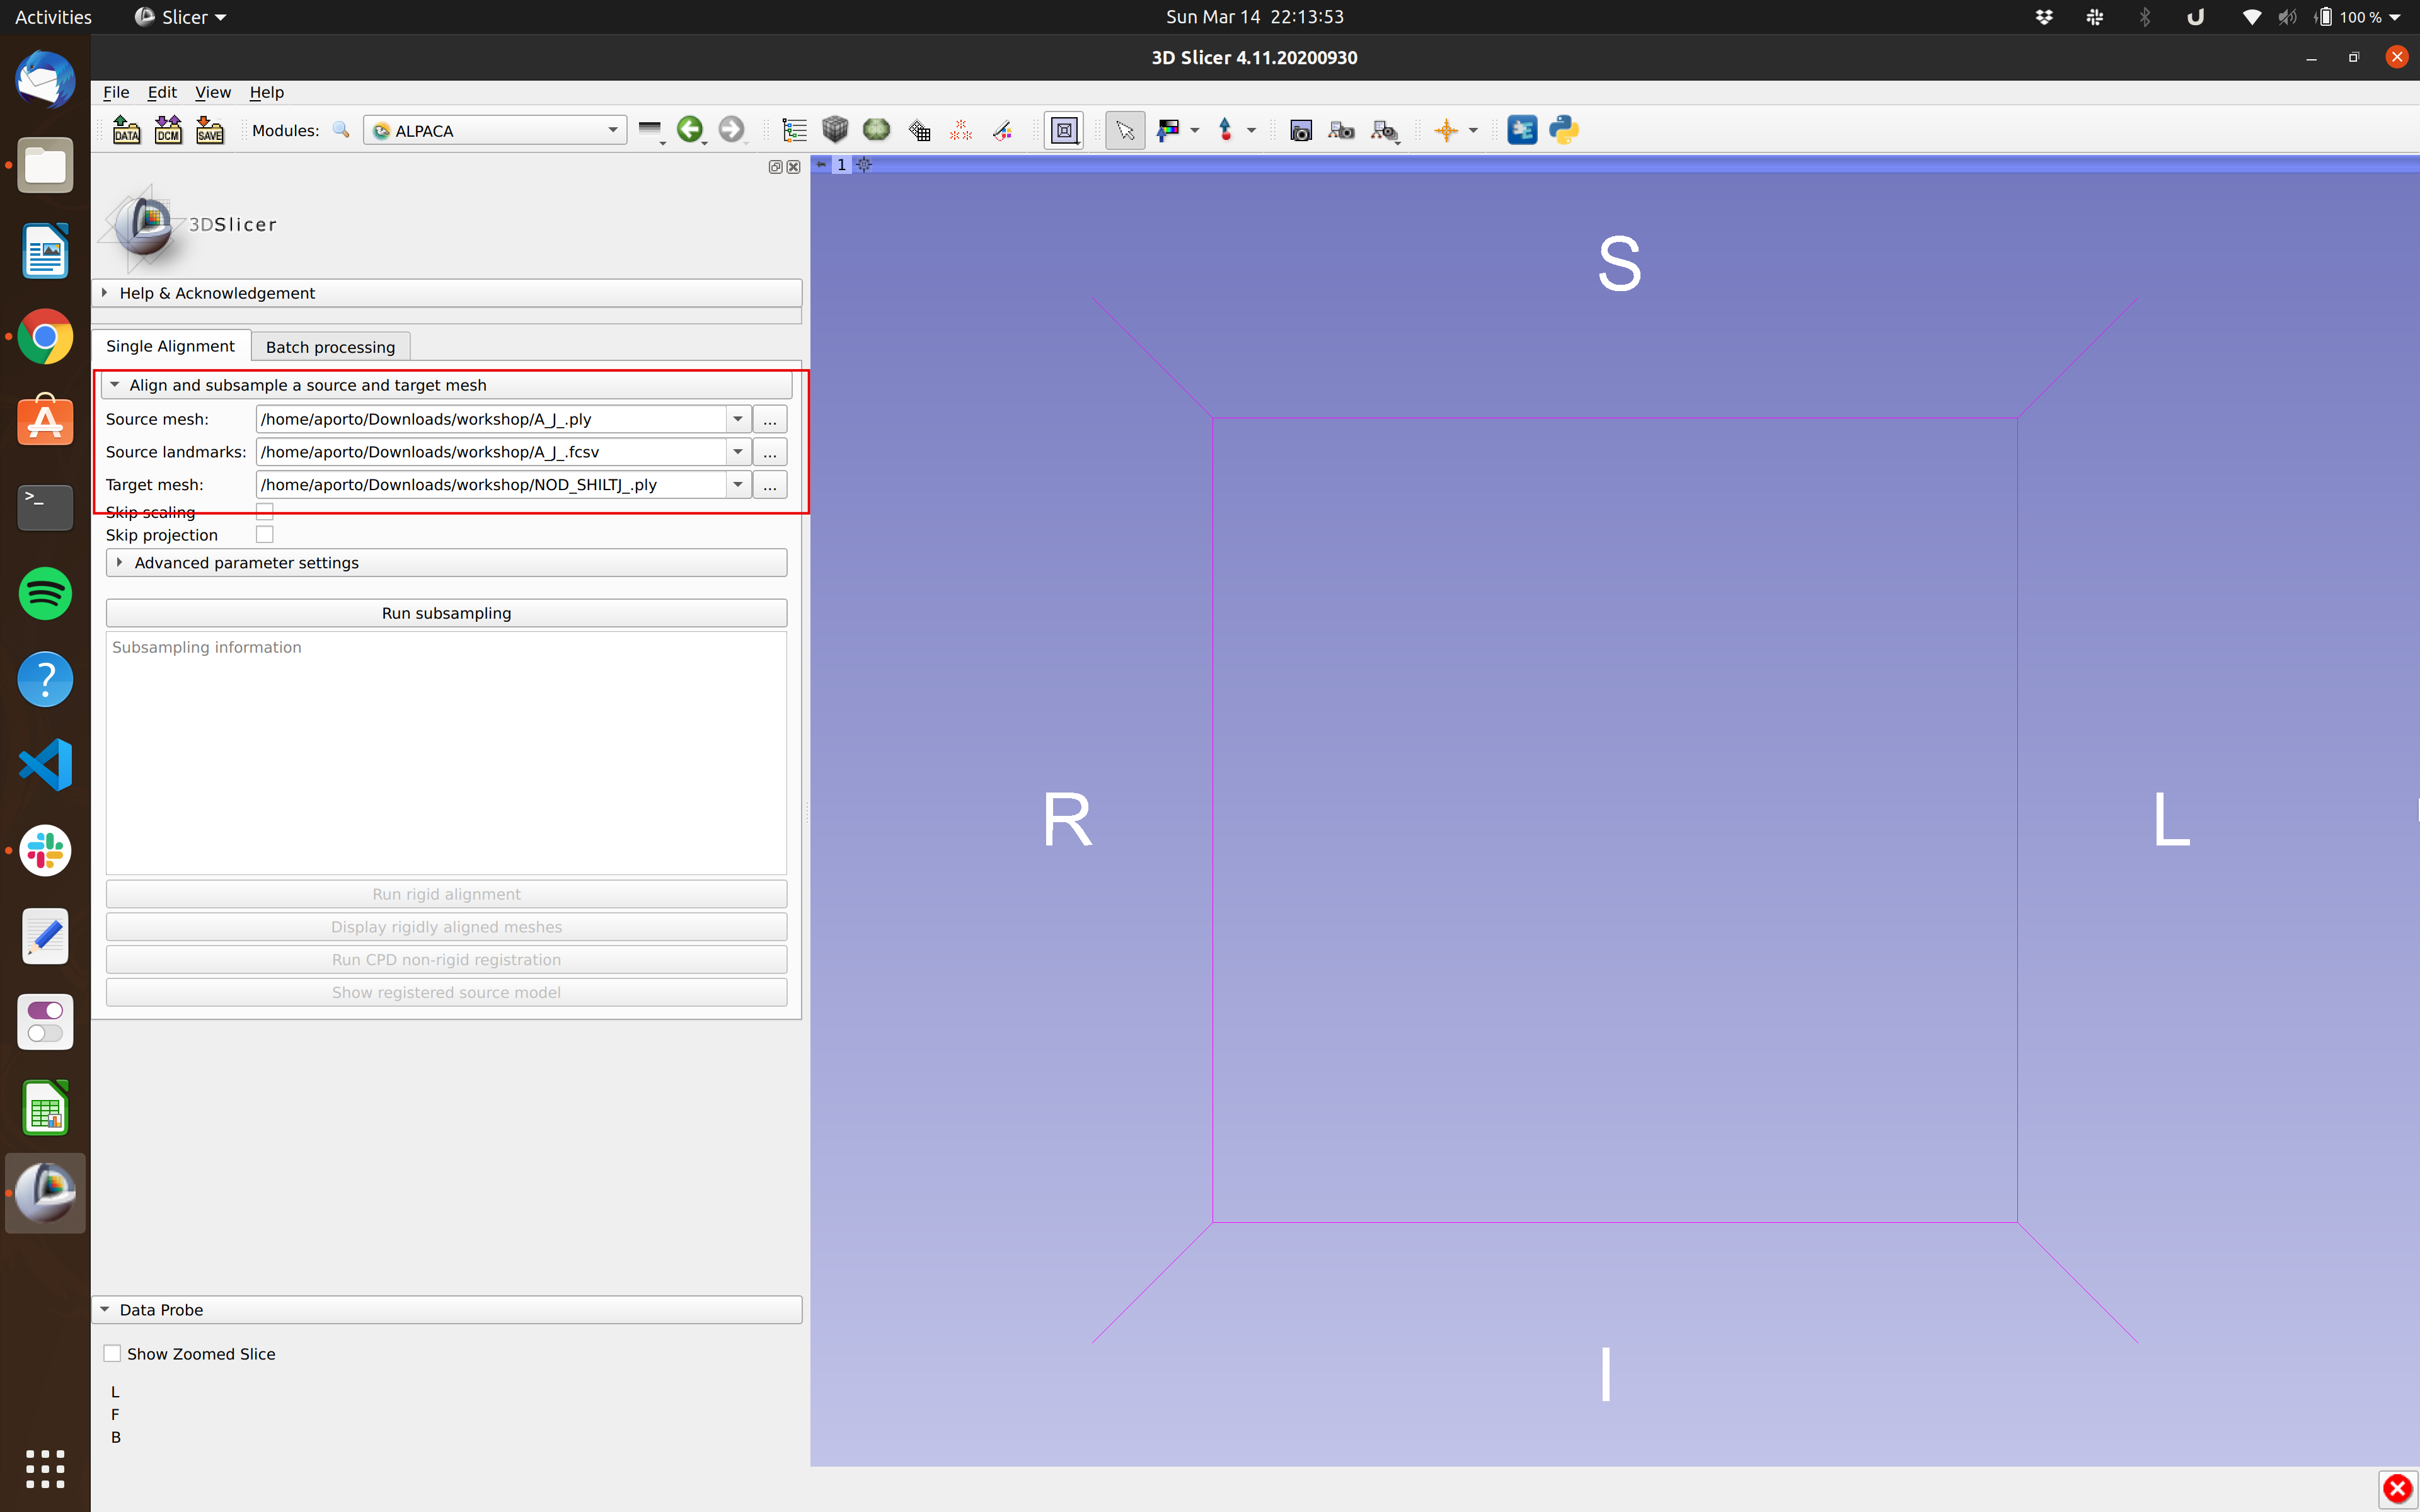 Activities Slicer Sun Mar 14 22:13:53 100 %
3D Slicer 4.11.20200930
File Edit View Help
DATA DCM SAVE Modules: ALPACA
1
3DSlicer
Help & Acknowledgement
Single Alignment Batch processing
Align and subsample a source and target mesh
Source mesh: /home/aporto/Downloads/workshop/A_J_.ply ...
Source landmarks: /home/aporto/Downloads/workshop/A_J_.fcsv ...
Target mesh: /home/aporto/Downloads/workshop/NOD_SHILTJ_.ply ...
Skip scaling
Skip projection
Advanced parameter settings
Run subsampling
Subsampling information
Run rigid alignment
Display rigidly aligned meshes
Run CPD non-rigid registration
Show registered source model
Data Probe
Show Zoomed Slice
L
F
B
S
R
L
I